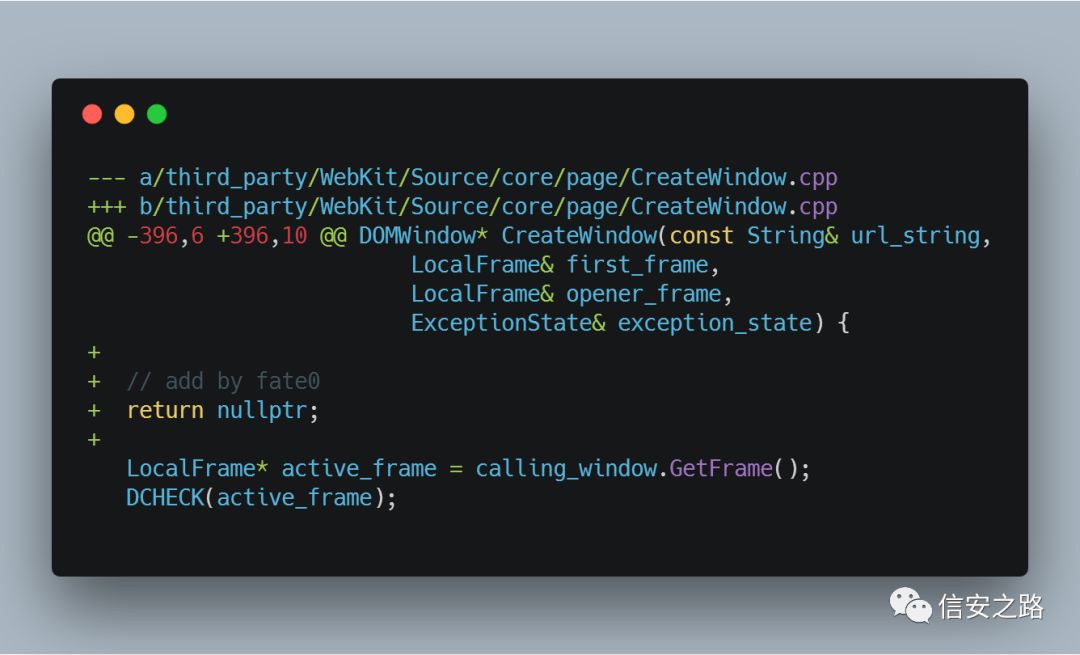 --- a/third_party/WebKit/Source/core/page/CreateWindow.cpp
+++ b/third_party/WebKit/Source/core/page/CreateWindow.cpp
@@ -396,6 +396,10 @@ DOMWindow* CreateWindow(const String& url_string,
                         LocalFrame& first_frame,
                         LocalFrame& opener_frame,
                         ExceptionState& exception_state) {
+
+  // add by fate0
+  return nullptr;
+
   LocalFrame* active_frame = calling_window.GetFrame();
   DCHECK(active_frame);
信安之路